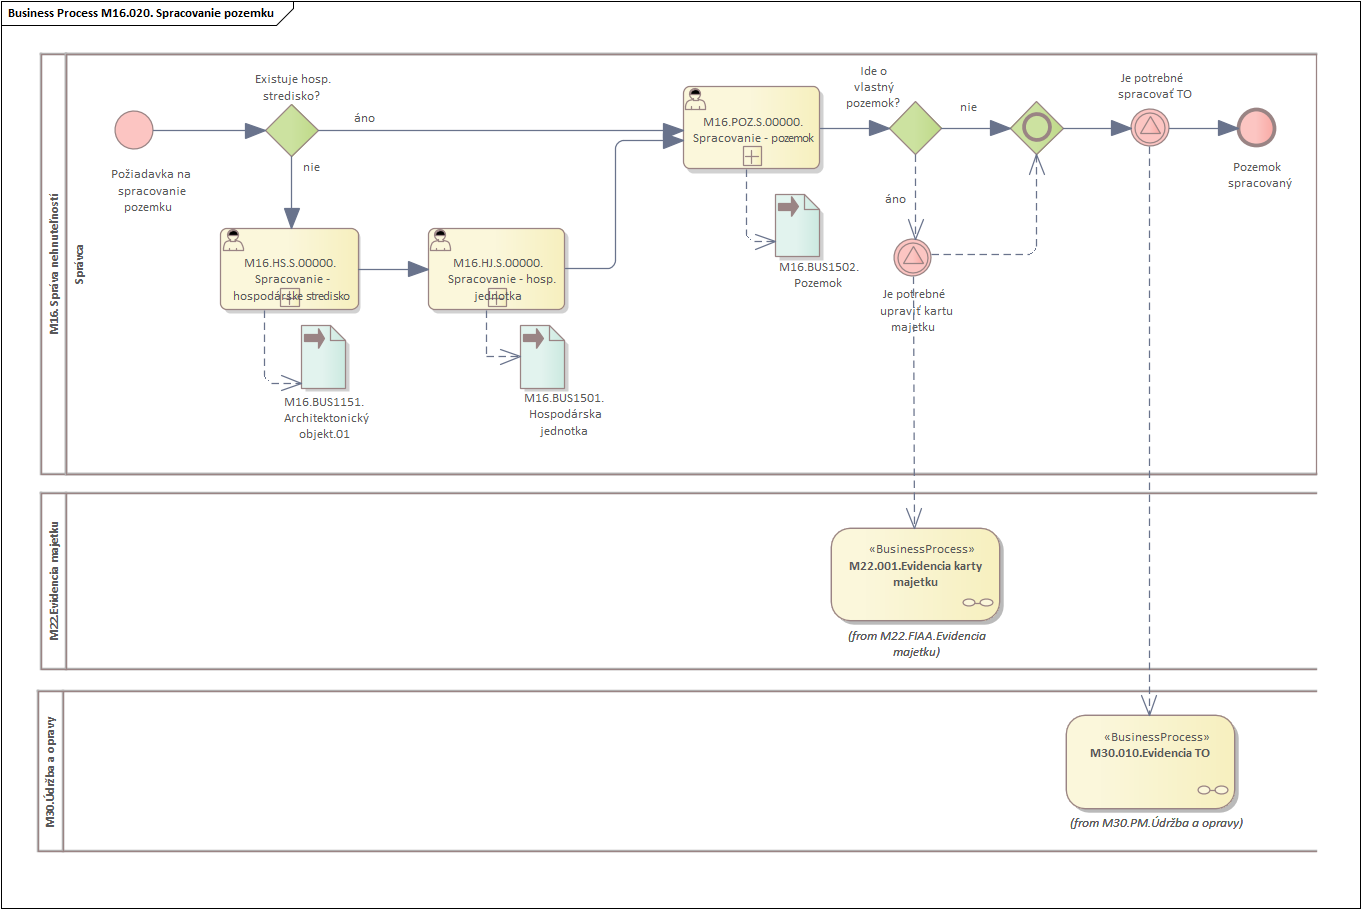 Business Process M16.020. Spracovanie pozemku
M16. Správa nehnuteľností
Správca
Požiadavka na
spracovanie
pozemku
Existuje hosp.
stredisko?
áno
nie
M16.HS.S.00000.
Spracovanie -
hospodárske stredisko
M16.BUS1151.
Architektonický
objekt.01
M16.HJ.S.00000.
Spracovanie - hosp.
jednotka
M16.BUS1501.
Hospodárska
jednotka
M16.POZ.S.00000.
Spracovanie - pozemok
M16.BUS1502.
Pozemok
Ide o
vlastný
pozemok?
nie
áno
Je potrebné
upraviť kartu
majetku
Je potrebné
spracovať TO
Pozemok
spracovaný
M22.Evidencia majetku
«BusinessProcess»
M22.001.Evidencia karty
majetku
(from M22.FIAA.Evidencia
majetku)
M30.Údržba a opravy
«BusinessProcess»
M30.010.Evidencia TO
(from M30.PM.Údržba a opravy)